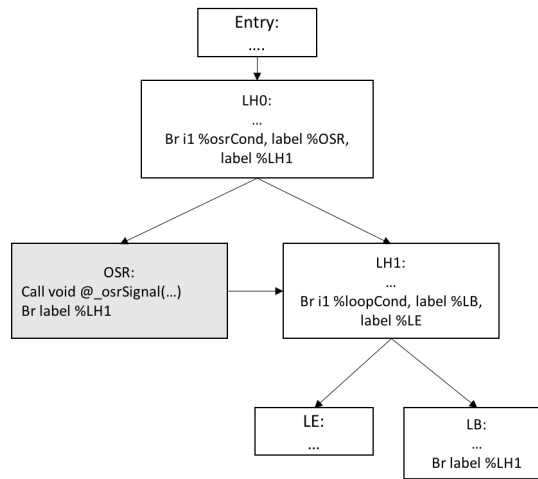 Entry:
....
LH0:
...
Br i1 %osrCond, label %OSR,
label %LH1
OSR:
Call void @_osrSignal(...)
Br label %LH1
LH1:
...
Br i1 %loopCond, label %LB,
label %LE
LE:
...
LB:
...
Br label %LH1